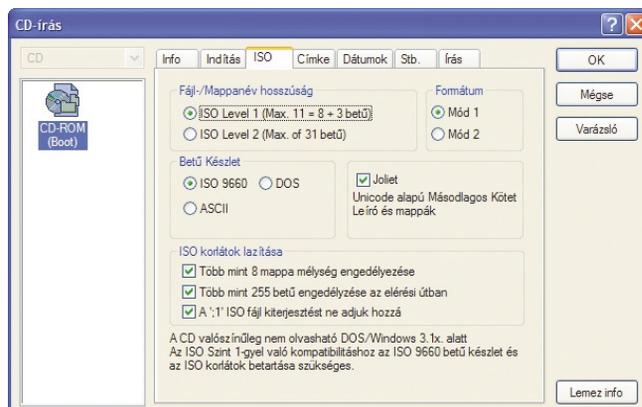 CD-írás
CD
CD-ROM
(Boot)
Info
Indítás
ISO
Címke
Dátumok
Stb.
Írás
Fájl-/Mappanév hosszúság
ISO Level 1 (Max. 11 = 8 + 3 betű)
ISO Level 2 (Max. of 31 betű)
Formátum
Mód 1
Mód 2
Betű Készlet
ISO 9660
DOS
ASCII
Joliet
Unicode alapú Másodlagos Kötet
Leíró és mappák
ISO korlátok lazítása
Több mint 8 mappa mélység engedélyezése
Több mint 255 betű engedélyzése az elérési útban
A ';1' ISO fájl kiterjesztést ne adjuk hozzá
A CD valószínűleg nem olvasható DOS/Windows 3.1x. alatt
Az ISO Szint 1-gyel való kompatibilitáshoz az ISO 9660 betű készlet és
az ISO korlátok betartása szükséges.
OK
Mégse
Varázsló
Lemez info